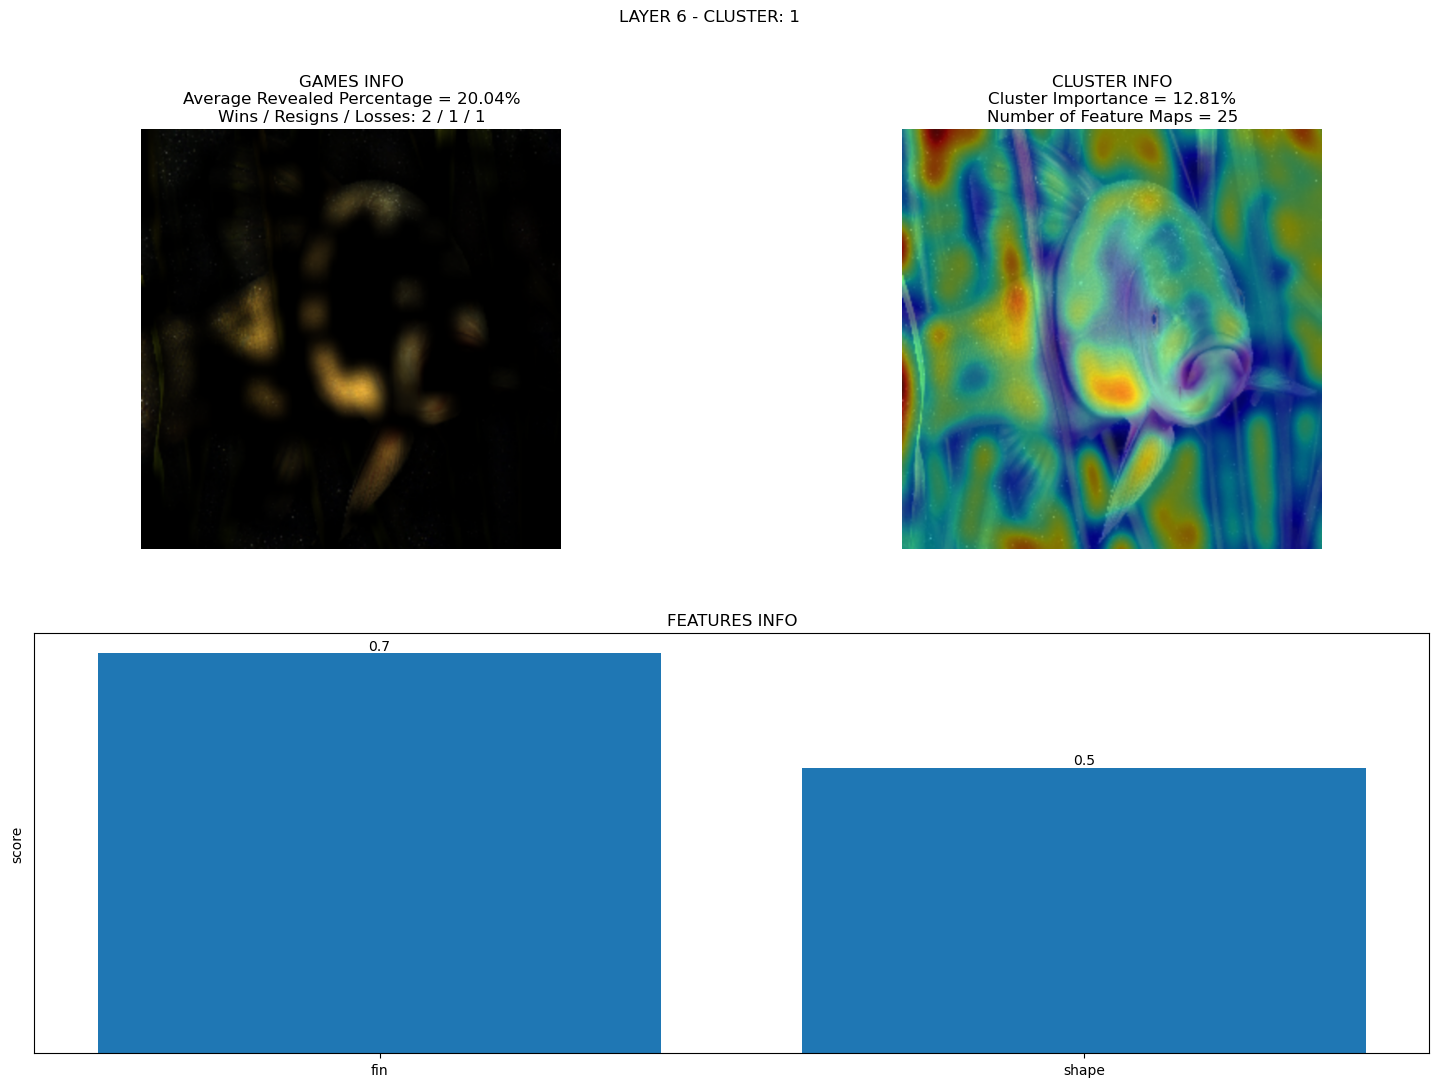 LAYER 6 - CLUSTER: 1
GAMES INFO
Average Revealed Percentage = 20.04%
Wins / Resigns / Losses: 2 / 1 / 1
CLUSTER INFO
Cluster Importance = 12.81%
Number of Feature Maps = 25
FEATURES INFO
0.7
0.5
score
fin
shape